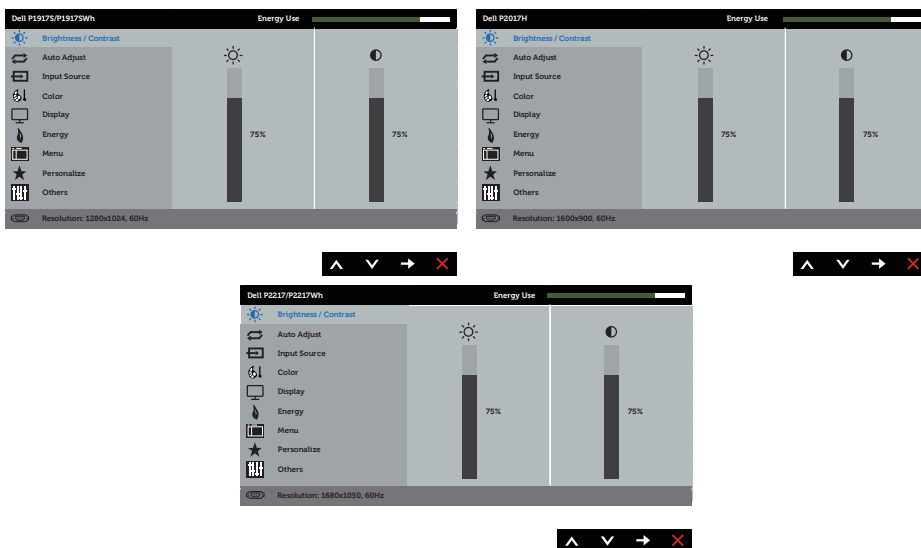 Dell P1917S/P1917SWh Energy Use
Brightness / Contrast
Auto Adjust
Input Source
Color
Display
Energy
75% 75%
Menu
Personalize
Others
Resolution: 1280x1024, 60Hz
Dell P2017H Energy Use
Brightness / Contrast
Auto Adjust
Input Source
Color
Display
Energy
75% 75%
Menu
Personalize
Others
Resolution: 1600x900, 60Hz
Dell P2217/P2217Wh Energy Use
Brightness / Contrast
Auto Adjust
Input Source
Color
Display
Energy
75% 75%
Menu
Personalize
Others
Resolution: 1680x1050, 60Hz